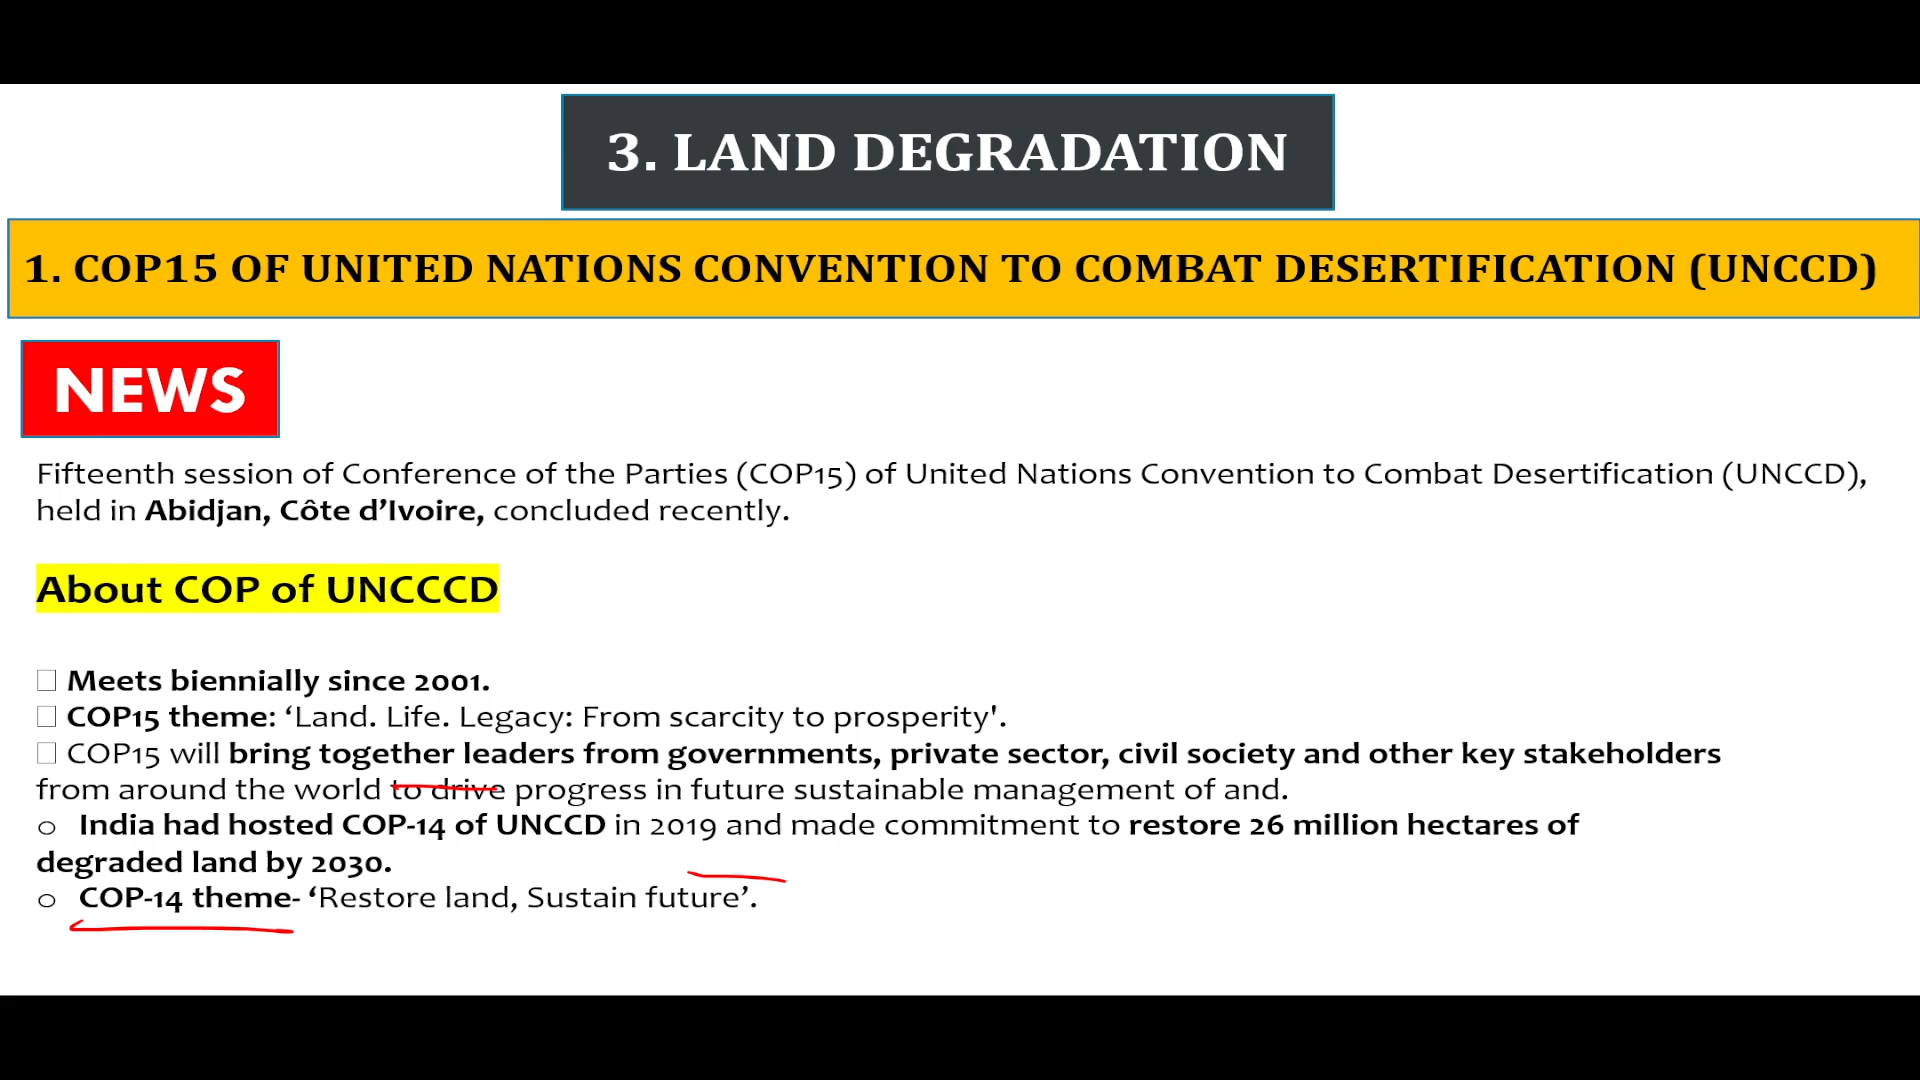 3. LAND DEGRADATION
1. COP15 OF UNITED NATIONS CONVENTION TO COMBAT DESERTIFICATION (UNCCD)
NEWS
Fifteenth session of Conference of the Parties (COP15) of United Nations Convention to Combat Desertification (UNCCD),
held in Abidjan, Côte d’Ivoire, concluded recently.
About COP of UNCCCD
□ Meets biennially since 2001.
□ COP15 theme: ‘Land. Life. Legacy: From scarcity to prosperity'.
□ COP15 will bring together leaders from governments, private sector, civil society and other key stakeholders
from around the world to drive progress in future sustainable management of and.
o India had hosted COP-14 of UNCCD in 2019 and made commitment to restore 26 million hectares of
degraded land by 2030.
o COP-14 theme- ‘Restore land, Sustain future’.